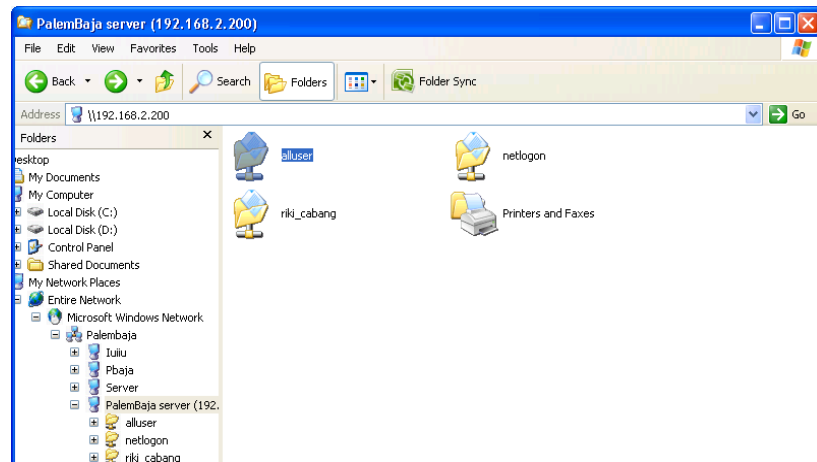 PalemBaja server (192.168.2.200)
File Edit View Favorites Tools Help
Back Search Folders Folder Sync
Address \\192.168.2.200 Go
Folders
esktop
My Documents
My Computer
Local Disk (C:)
Local Disk (D:)
Control Panel
Shared Documents
My Network Places
Entire Network
Microsoft Windows Network
Palembaja
Iuiiu
Pbaja
Server
PalemBaja server (192.
alluser
netlogon
riki_cabang
alluser netlogon
riki_cabang Printers and Faxes